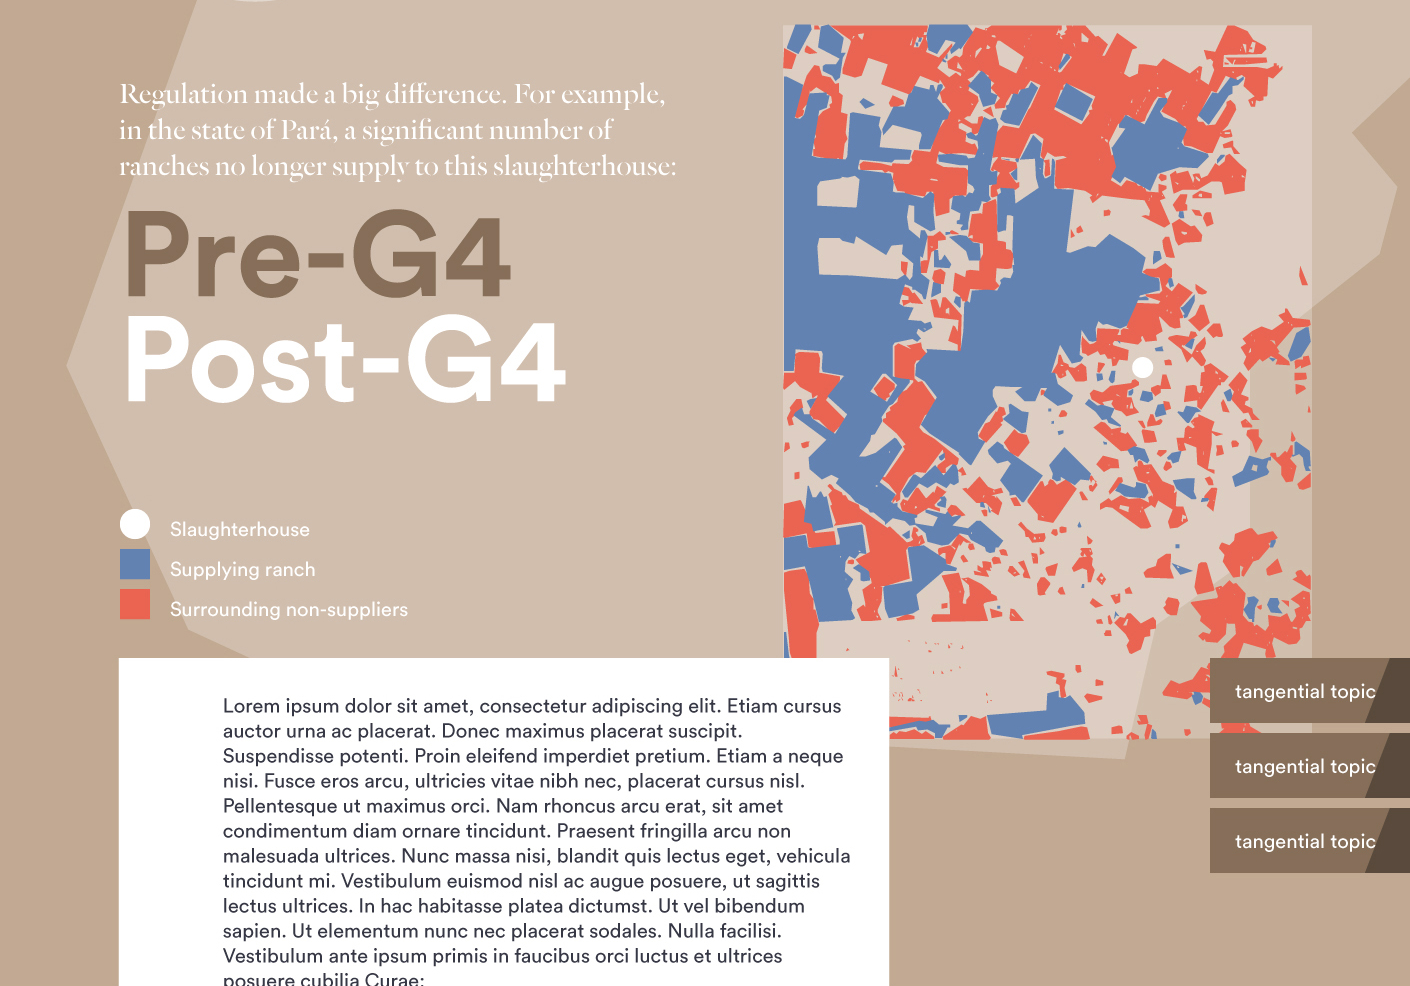 Regulation made a big difference. For example,
in the state of Pará, a significant number of
ranches no longer supply to this slaughterhouse:
Pre-G4
Post-G4
Slaughterhouse
Supplying ranch
Surrounding non-suppliers
Lorem ipsum dolor sit amet, consectetur adipiscing elit. Etiam cursus
auctor urna ac placerat. Donec maximus placerat suscipit.
Suspendisse potenti. Proin eleifend imperdiet pretium. Etiam a neque
nisi. Fusce eros arcu, ultricies vitae nibh nec, placerat cursus nisl.
Pellentesque ut maximus orci. Nam rhoncus arcu erat, sit amet
condimentum diam ornare tincidunt. Praesent fringilla arcu non
malesuada ultrices. Nunc massa nisi, blandit quis lectus eget, vehicula
tincidunt mi. Vestibulum euismod nisl ac augue posuere, ut sagittis
lectus ultrices. In hac habitasse platea dictumst. Ut vel bibendum
sapien. Ut elementum nunc nec placerat sodales. Nulla facilisi.
Vestibulum ante ipsum primis in faucibus orci luctus et ultrices
posuere cubilia Curae;
tangential topic
tangential topic
tangential topic